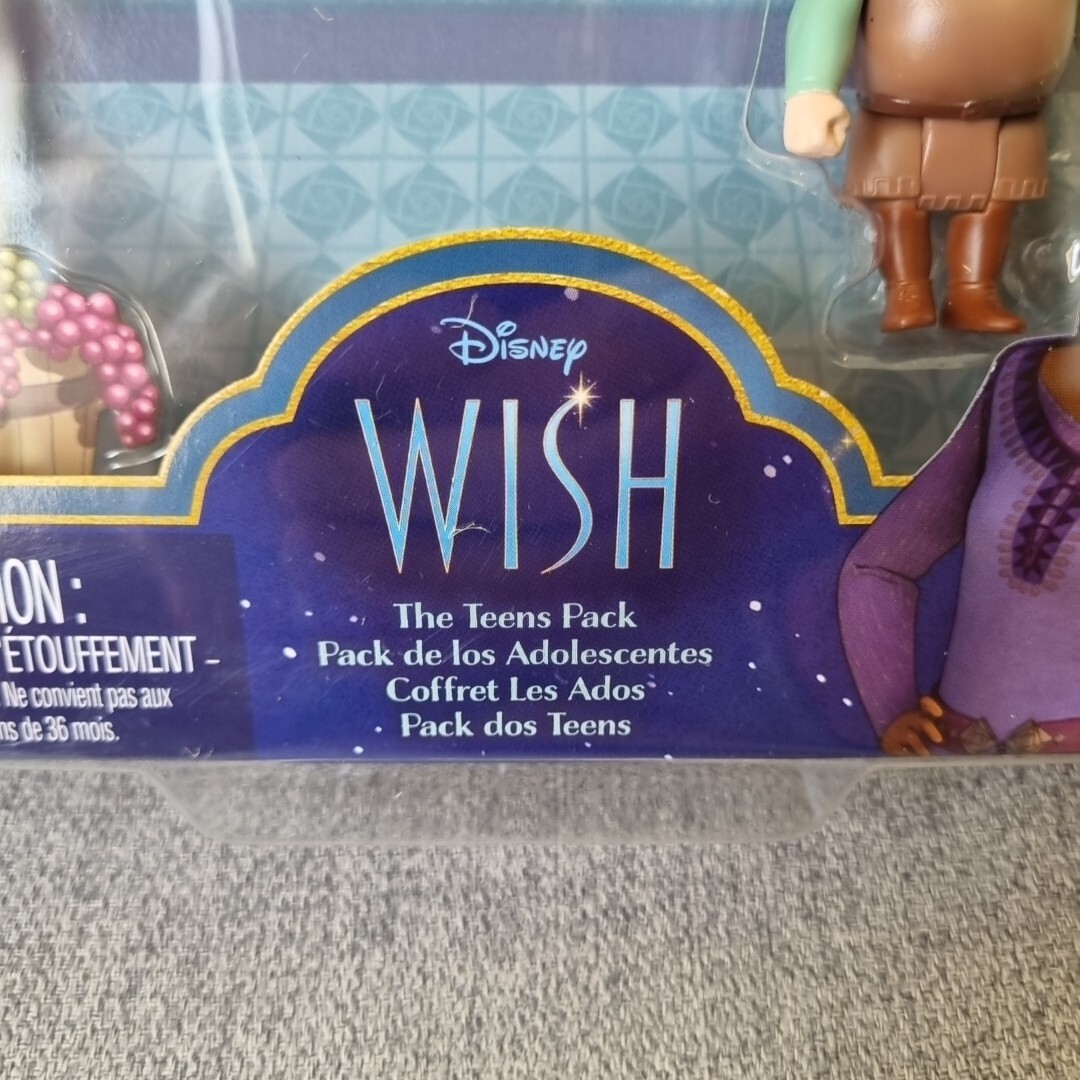 Disney
WISH
The Teens Pack
Pack de los Adolescentes
Coffret Les Ados
Pack dos Teens
ION :
'ÉTOUFFEMENT –
Ne convient pas aux
ns de 36 mois.